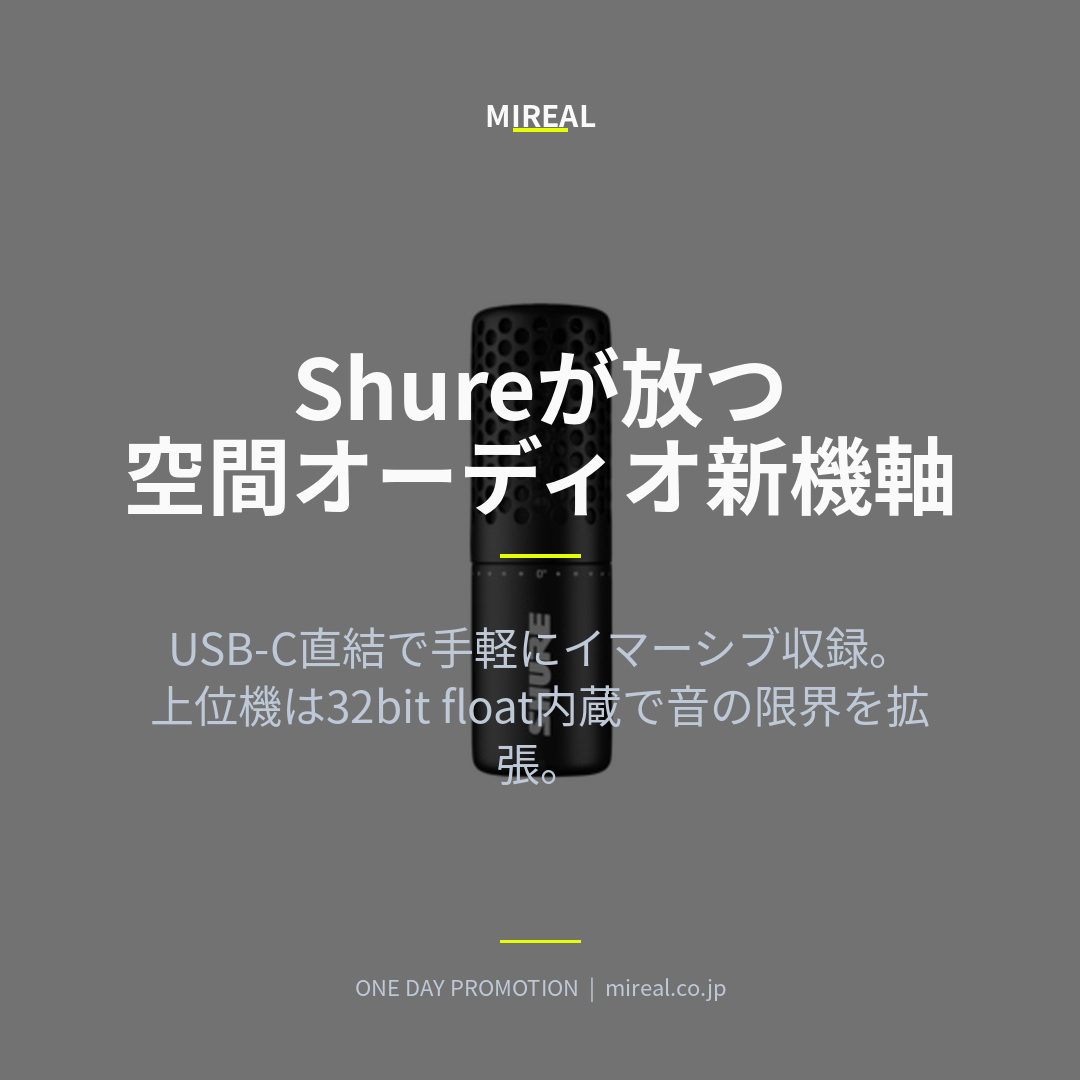 MIREAL
Shureが放つ
空間オーディオ新機軸
USB-C直結で手軽にイマーシブ収録。
上位機は32bit float内蔵で音の限界を拡
張。
SHURE
ONE DAY PROMOTION | mireal.co.jp